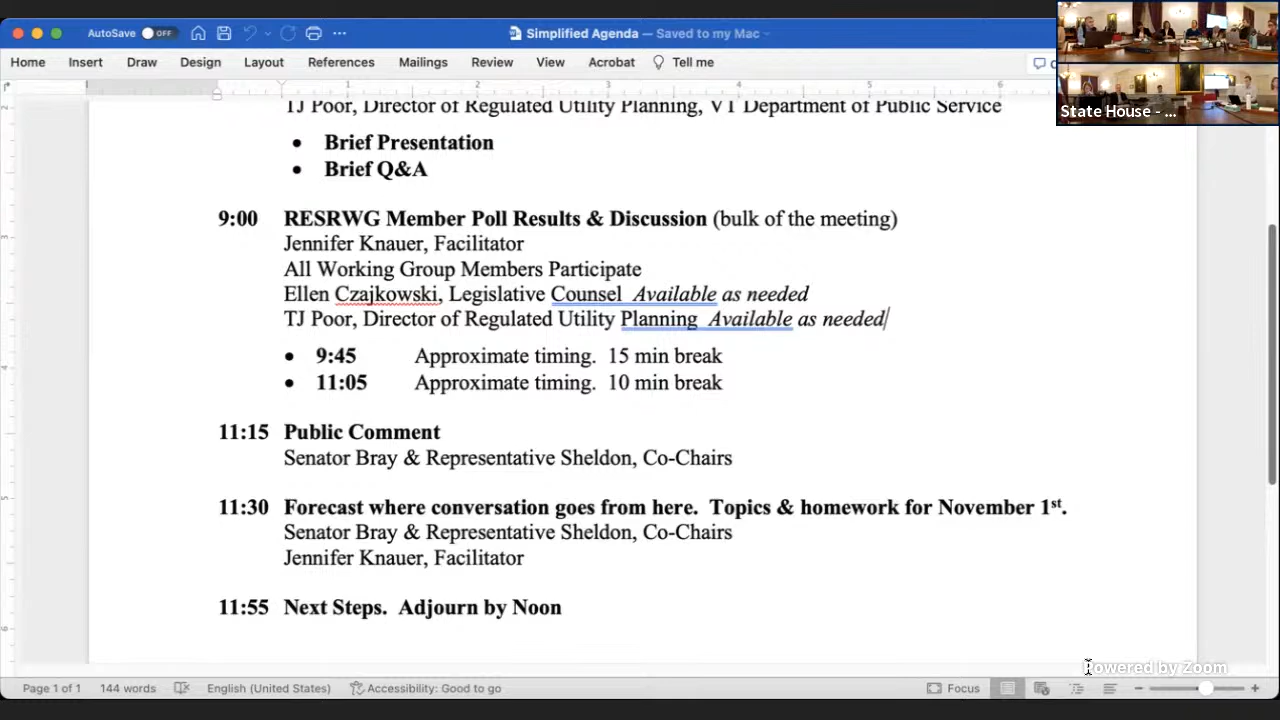 AutoSave OFF
Simplified Agenda — Saved to my Mac
Home Insert Draw Design Layout References Mailings Review View Acrobat Tell me
State House - ...
TJ Poor, Director of Regulated Utility Planning, VT Department of Public Service
• Brief Presentation
• Brief Q&A
9:00 RESRWG Member Poll Results & Discussion (bulk of the meeting)
Jennifer Knauer, Facilitator
All Working Group Members Participate
Ellen Czajkowski, Legislative Counsel Available as needed
TJ Poor, Director of Regulated Utility Planning Available as needed
• 9:45 Approximate timing. 15 min break
• 11:05 Approximate timing. 10 min break
11:15 Public Comment
Senator Bray & Representative Sheldon, Co-Chairs
11:30 Forecast where conversation goes from here. Topics & homework for November 1st.
Senator Bray & Representative Sheldon, Co-Chairs
Jennifer Knauer, Facilitator
11:55 Next Steps. Adjourn by Noon
Powered by Zoom
Page 1 of 1 144 words English (United States) Accessibility: Good to go Focus